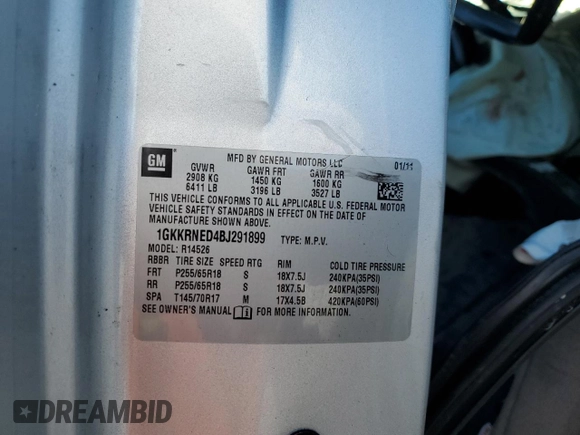 GM
MFD BY GENERAL MOTORS LLC
01/11
GVWR GAWR FRT GAWR RR
2908 KG 1450 KG 1600 KG
6411 LB 3196 LB 3527 LB
THIS VEHICLE CONFORMS TO ALL APPLICABLE U.S. FEDERAL MOTOR
VEHICLE SAFETY STANDARDS IN EFFECT ON THE DATE OF
MANUFACTURE SHOWN ABOVE.
1GKKRNED4BJ291899 TYPE: M.P.V.
MODEL: R14526
RBBR TIRE SIZE SPEED RTG RIM COLD TIRE PRESSURE
FRT P255/65R18 S 18X7.5J 240KPA(35PSI)
RR P255/65R18 S 18X7.5J 240KPA(35PSI)
SPA T145/70R17 M 17X4.5B 420KPA(60PSI)
SEE OWNER'S MANUAL FOR MORE INFORMATION.
DREAMBID